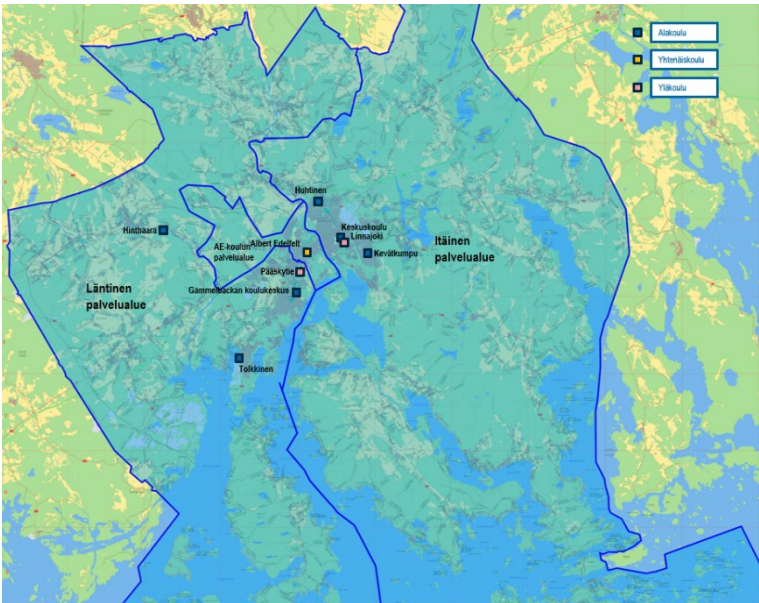 Alakoulu
Yhtenäiskoulu
Yläkoulu
Huhtinen
Hinthaara
Keskuskoulu
Linnajoki
Itäinen
palvelualue
AE-koulun
palvelualue
Albert Edelfelt
Kevätkumpu
Pääskytie
Läntinen
palvelualue
Gammelbackan koulukeskus
Tolkkinen